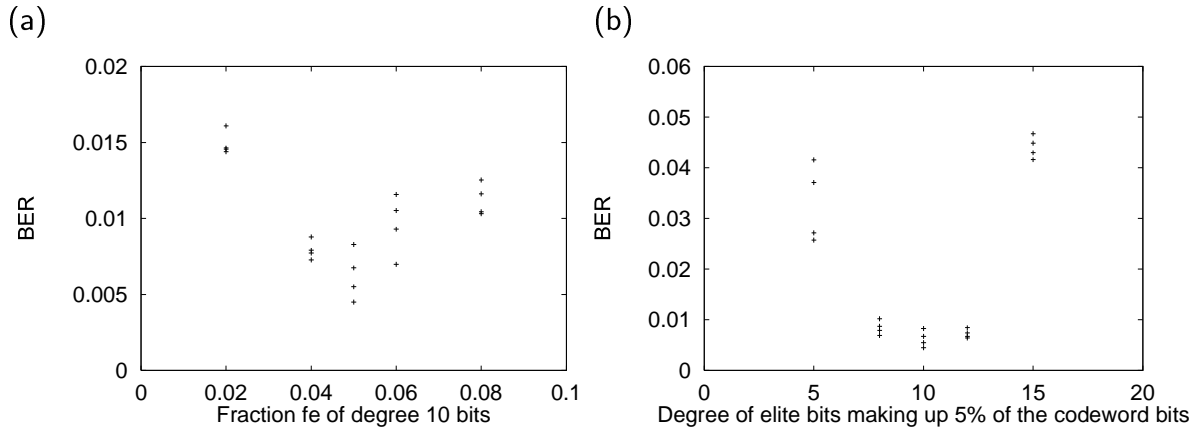 (a)
0.02
0.015
0.01
0.005
0
BER
0 0.02 0.04 0.06 0.08 0.1
Fraction fe of degree 10 bits
(b)
0.06
0.05
0.04
0.03
0.02
0.01
0
BER
0 5 10 15 20
Degree of elite bits making up 5% of the codeword bits